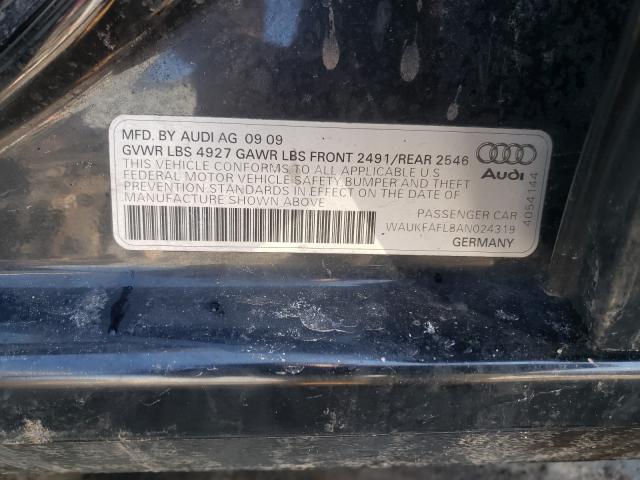 MFD. BY AUDI AG 09 09
GVWR LBS 4927 GAWR LBS FRONT 2491/REAR 2546
THIS VEHICLE CONFORMS TO ALL APPLICABLE U.S
FEDERAL MOTOR VEHICLE SAFETY BUMPER AND THEFT
PREVENTION STANDARDS IN EFFECT ON THE DATE OF
MANUFACTURE SHOWN ABOVE
Audi
PASSENGER CAR
WAUKFAFL8AN024319
GERMANY
4054144